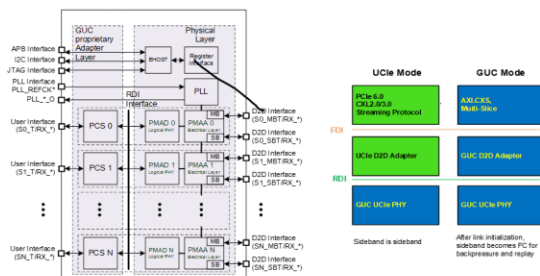 GUC
proprietary
Adapter
Layer
Physical
Layer
APB Interface
I2C Interface
JTAG Interface
PLL Interface
PLL_REFCK*
PLL_*_O
EHOST
Register
Interface
PLL
RDI
Interface
User Interface
(S0_T/RX_*)
PCS 0
PMAD 0
Logical PHY
PMAA 0
Electrical Layer
MB
SB
D2D Interface
(S0_MBT/RX_*)
D2D Interface
(S0_SBT/RX_*)
User Interface
(S1_T/RX_*)
PCS 1
PMAD 1
Logical PHY
PMAA 1
Electrical Layer
MB
SB
D2D Interface
(S1_MBT/RX_*)
D2D Interface
(S1_SBT/RX_*)
User Interface
(SN_T/RX_*)
PCS N
PMAD N
Logical PHY
PMAA N
Electrical Layer
MB
SB
D2D Interface
(SN_MBT/RX_*)
D2D Interface
(SN_SBT/RX_*)
UCIe Mode
GUC Mode
PCIe 6.0
CXL2.0/3.0
Streaming Protocol
AXI,CXS,
Multi-Slice
FDI
UCIe D2D Adapter
GUC D2D Adapter
RDI
GUC UCIe PHY
GUC UCIe PHY
Sideband is sideband
After link initialization,
sideband becomes FC for
backpressure and replay